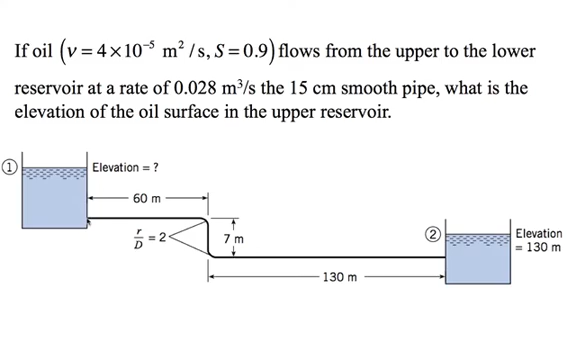 If oil (ν = 4×10⁻⁵ m² / s, S = 0.9) flows from the upper to the lower
reservoir at a rate of 0.028 m³/s the 15 cm smooth pipe, what is the
elevation of the oil surface in the upper reservoir.
① Elevation = ?
60 m
r/D = 2
7 m
② Elevation
= 130 m
130 m